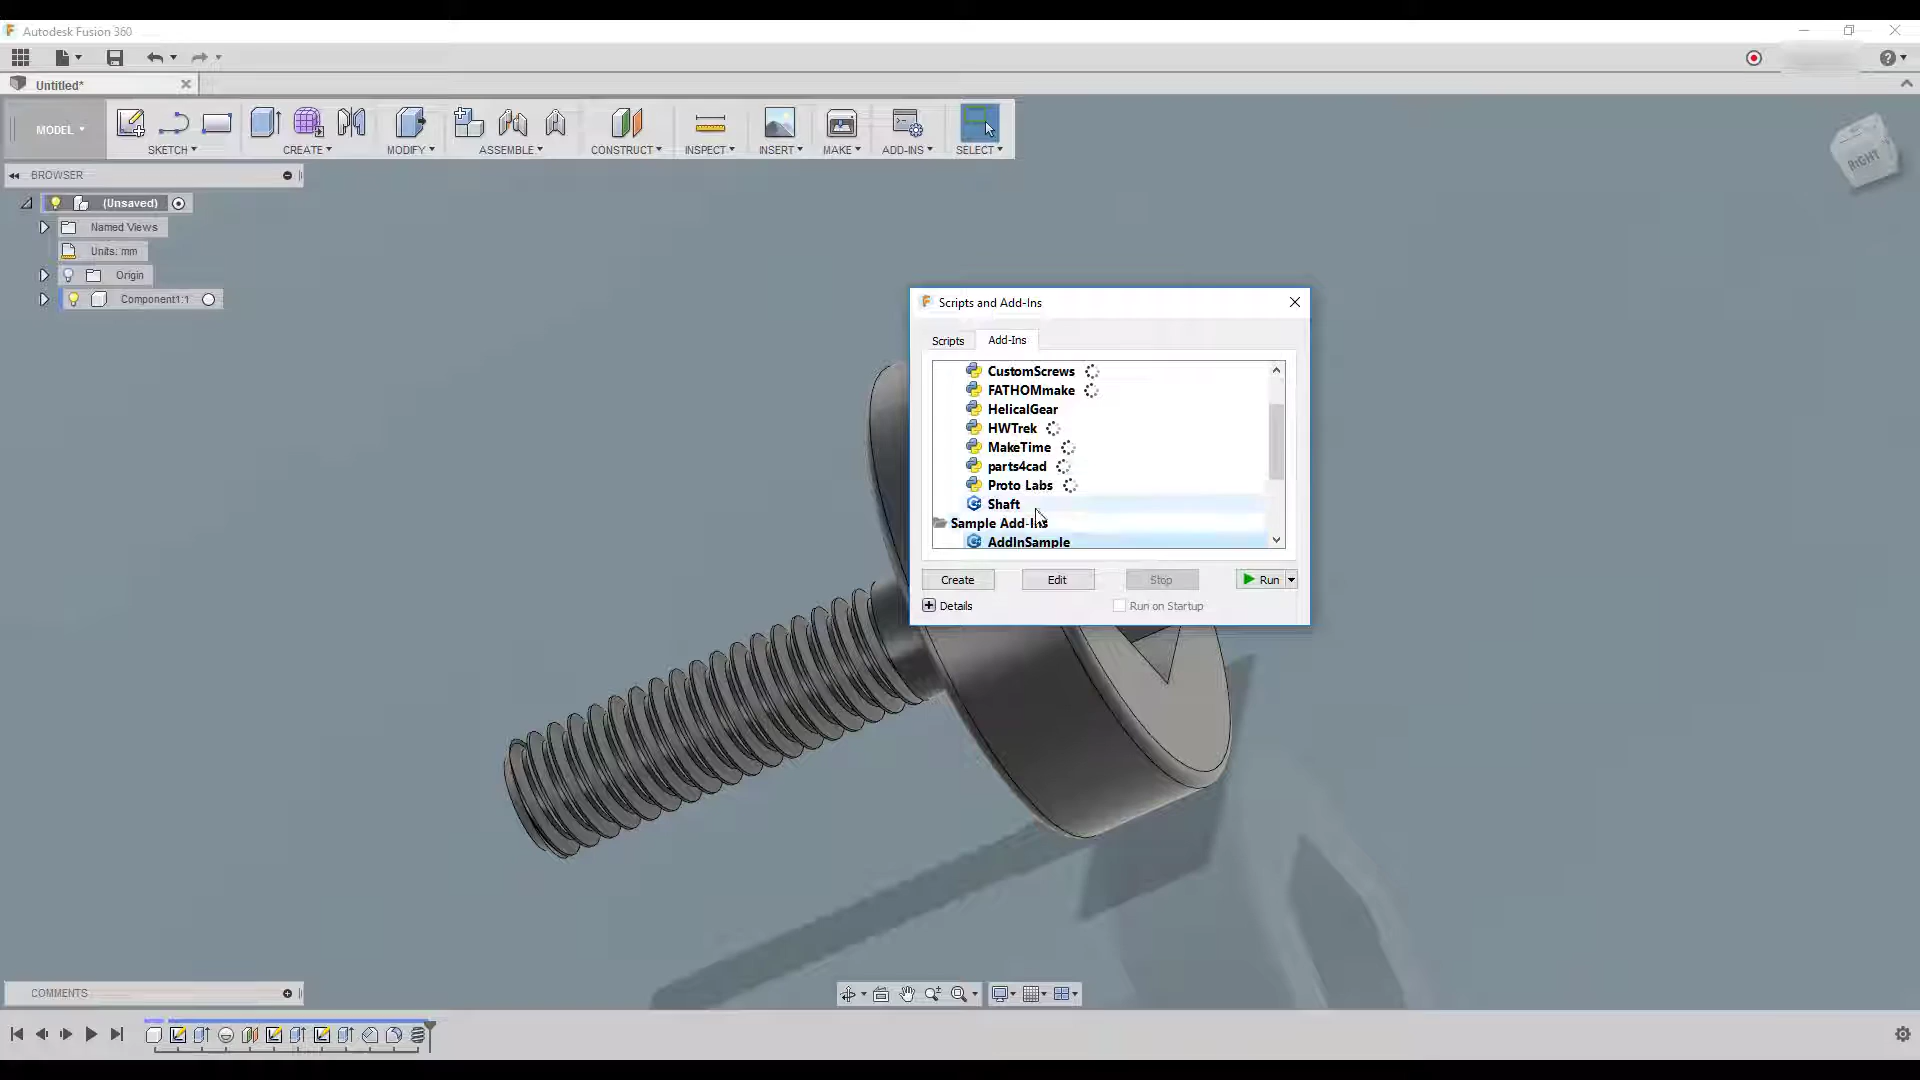 Autodesk Fusion 360
Untitled*
MODEL
SKETCH
CREATE
MODIFY
ASSEMBLE
CONSTRUCT
INSPECT
INSERT
MAKE
ADD-INS
SELECT
RIGHT
BROWSER
(Unsaved)
Named Views
Units: mm
Origin
Component1:1
Scripts and Add-Ins
Scripts
Add-Ins
CustomScrews
FATHOMmake
HelicalGear
HWTrek
MakeTime
parts4cad
Proto Labs
Shaft
Sample Add-Ins
AddInSample
Create
Edit
Stop
Run
Details
Run on Startup
COMMENTS